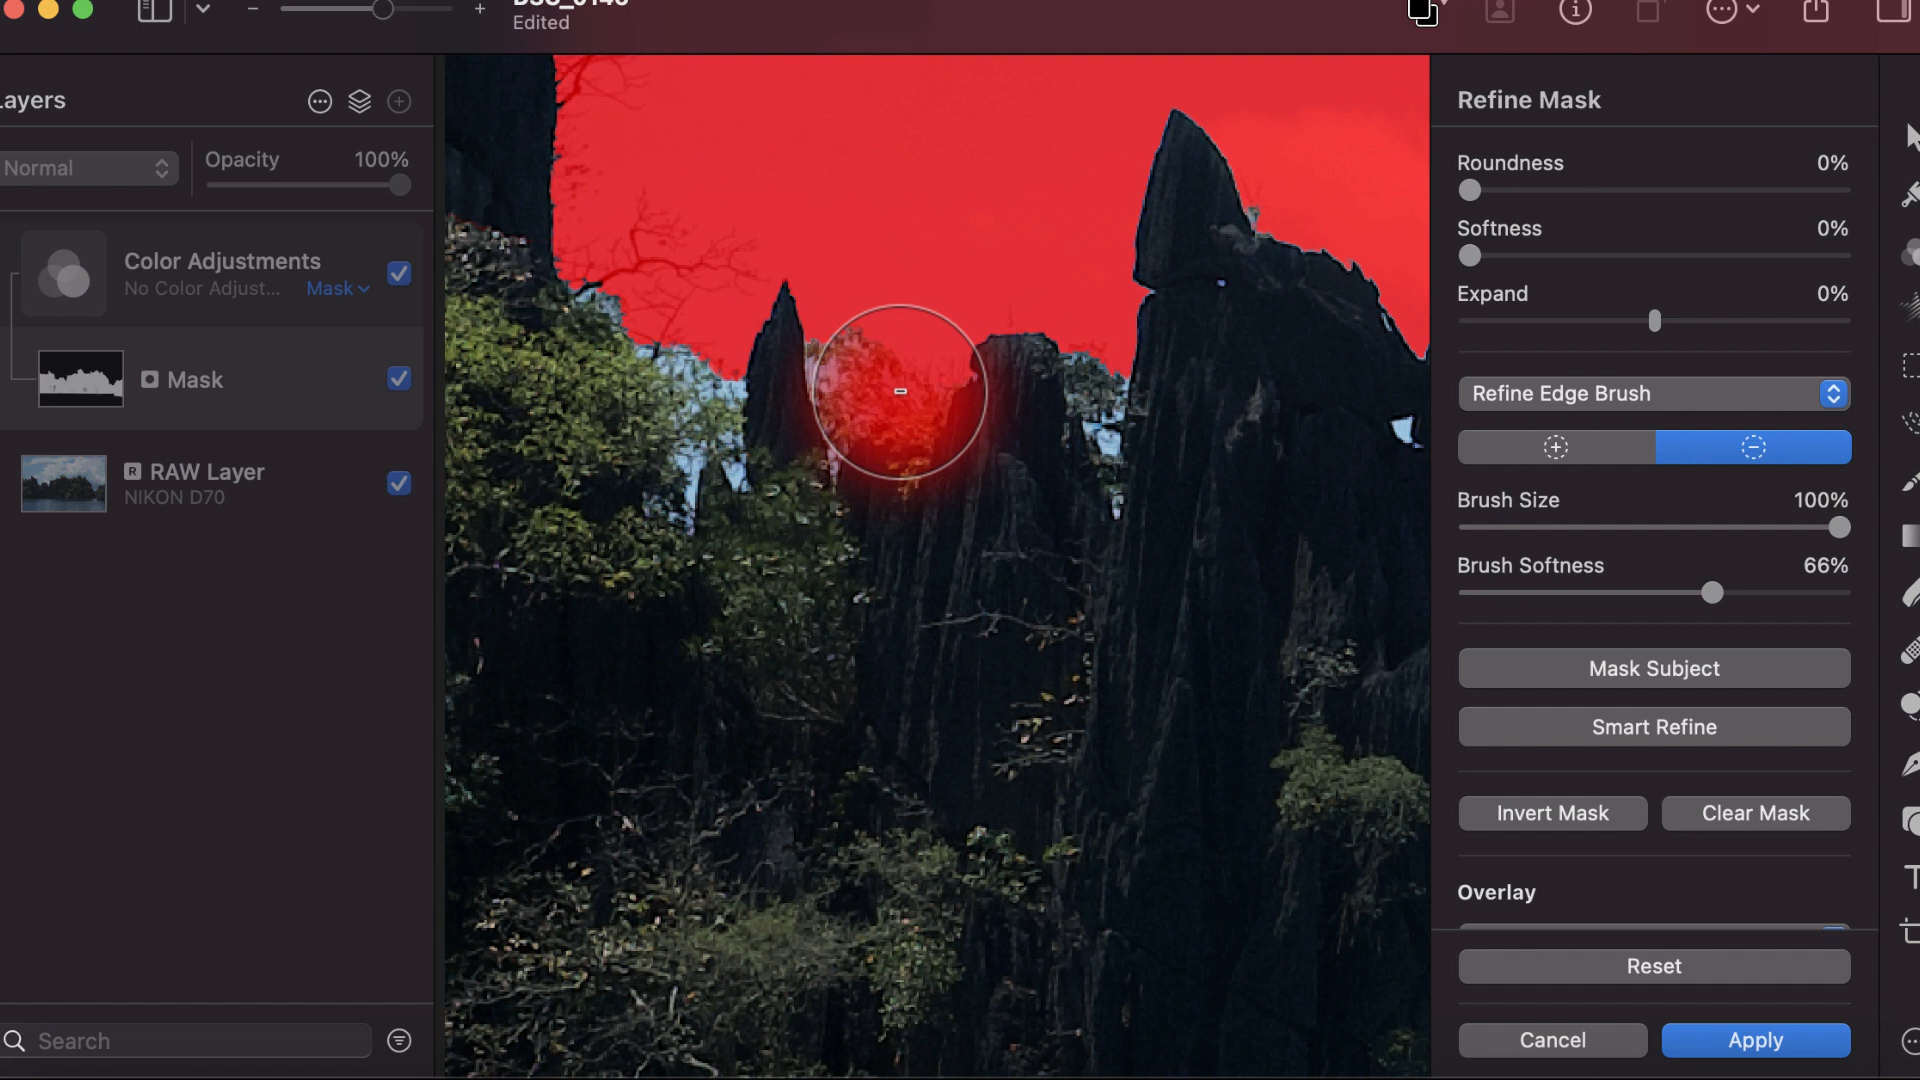 Edited
Layers
Normal
Opacity 100%
Color Adjustments
No Color Adjust... Mask
Mask
R RAW Layer
NIKON D70
Search
Refine Mask
Roundness 0%
Softness 0%
Expand 0%
Refine Edge Brush
Brush Size 100%
Brush Softness 66%
Mask Subject
Smart Refine
Invert Mask Clear Mask
Overlay
Reset
Cancel Apply